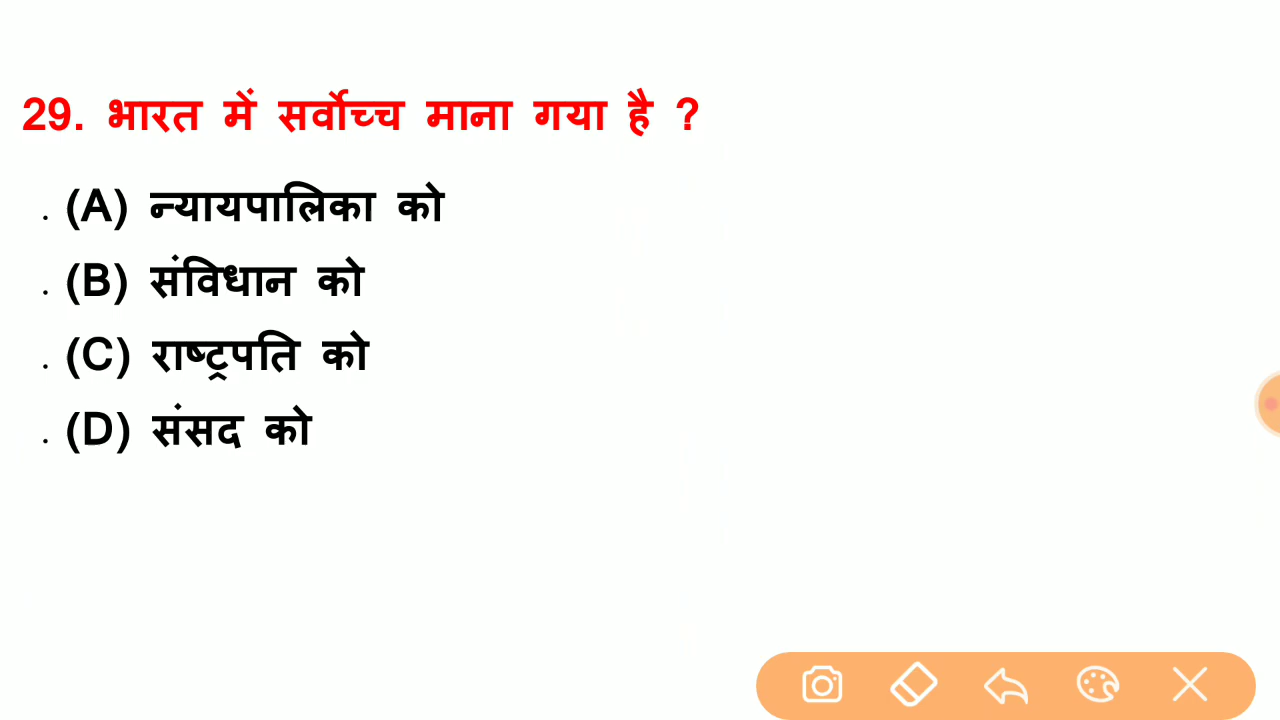 29. भारत में सर्वोच्च माना गया है ?
. (A) न्यायपालिका को
. (B) संविधान को
. (C) राष्ट्रपति को
. (D) संसद को